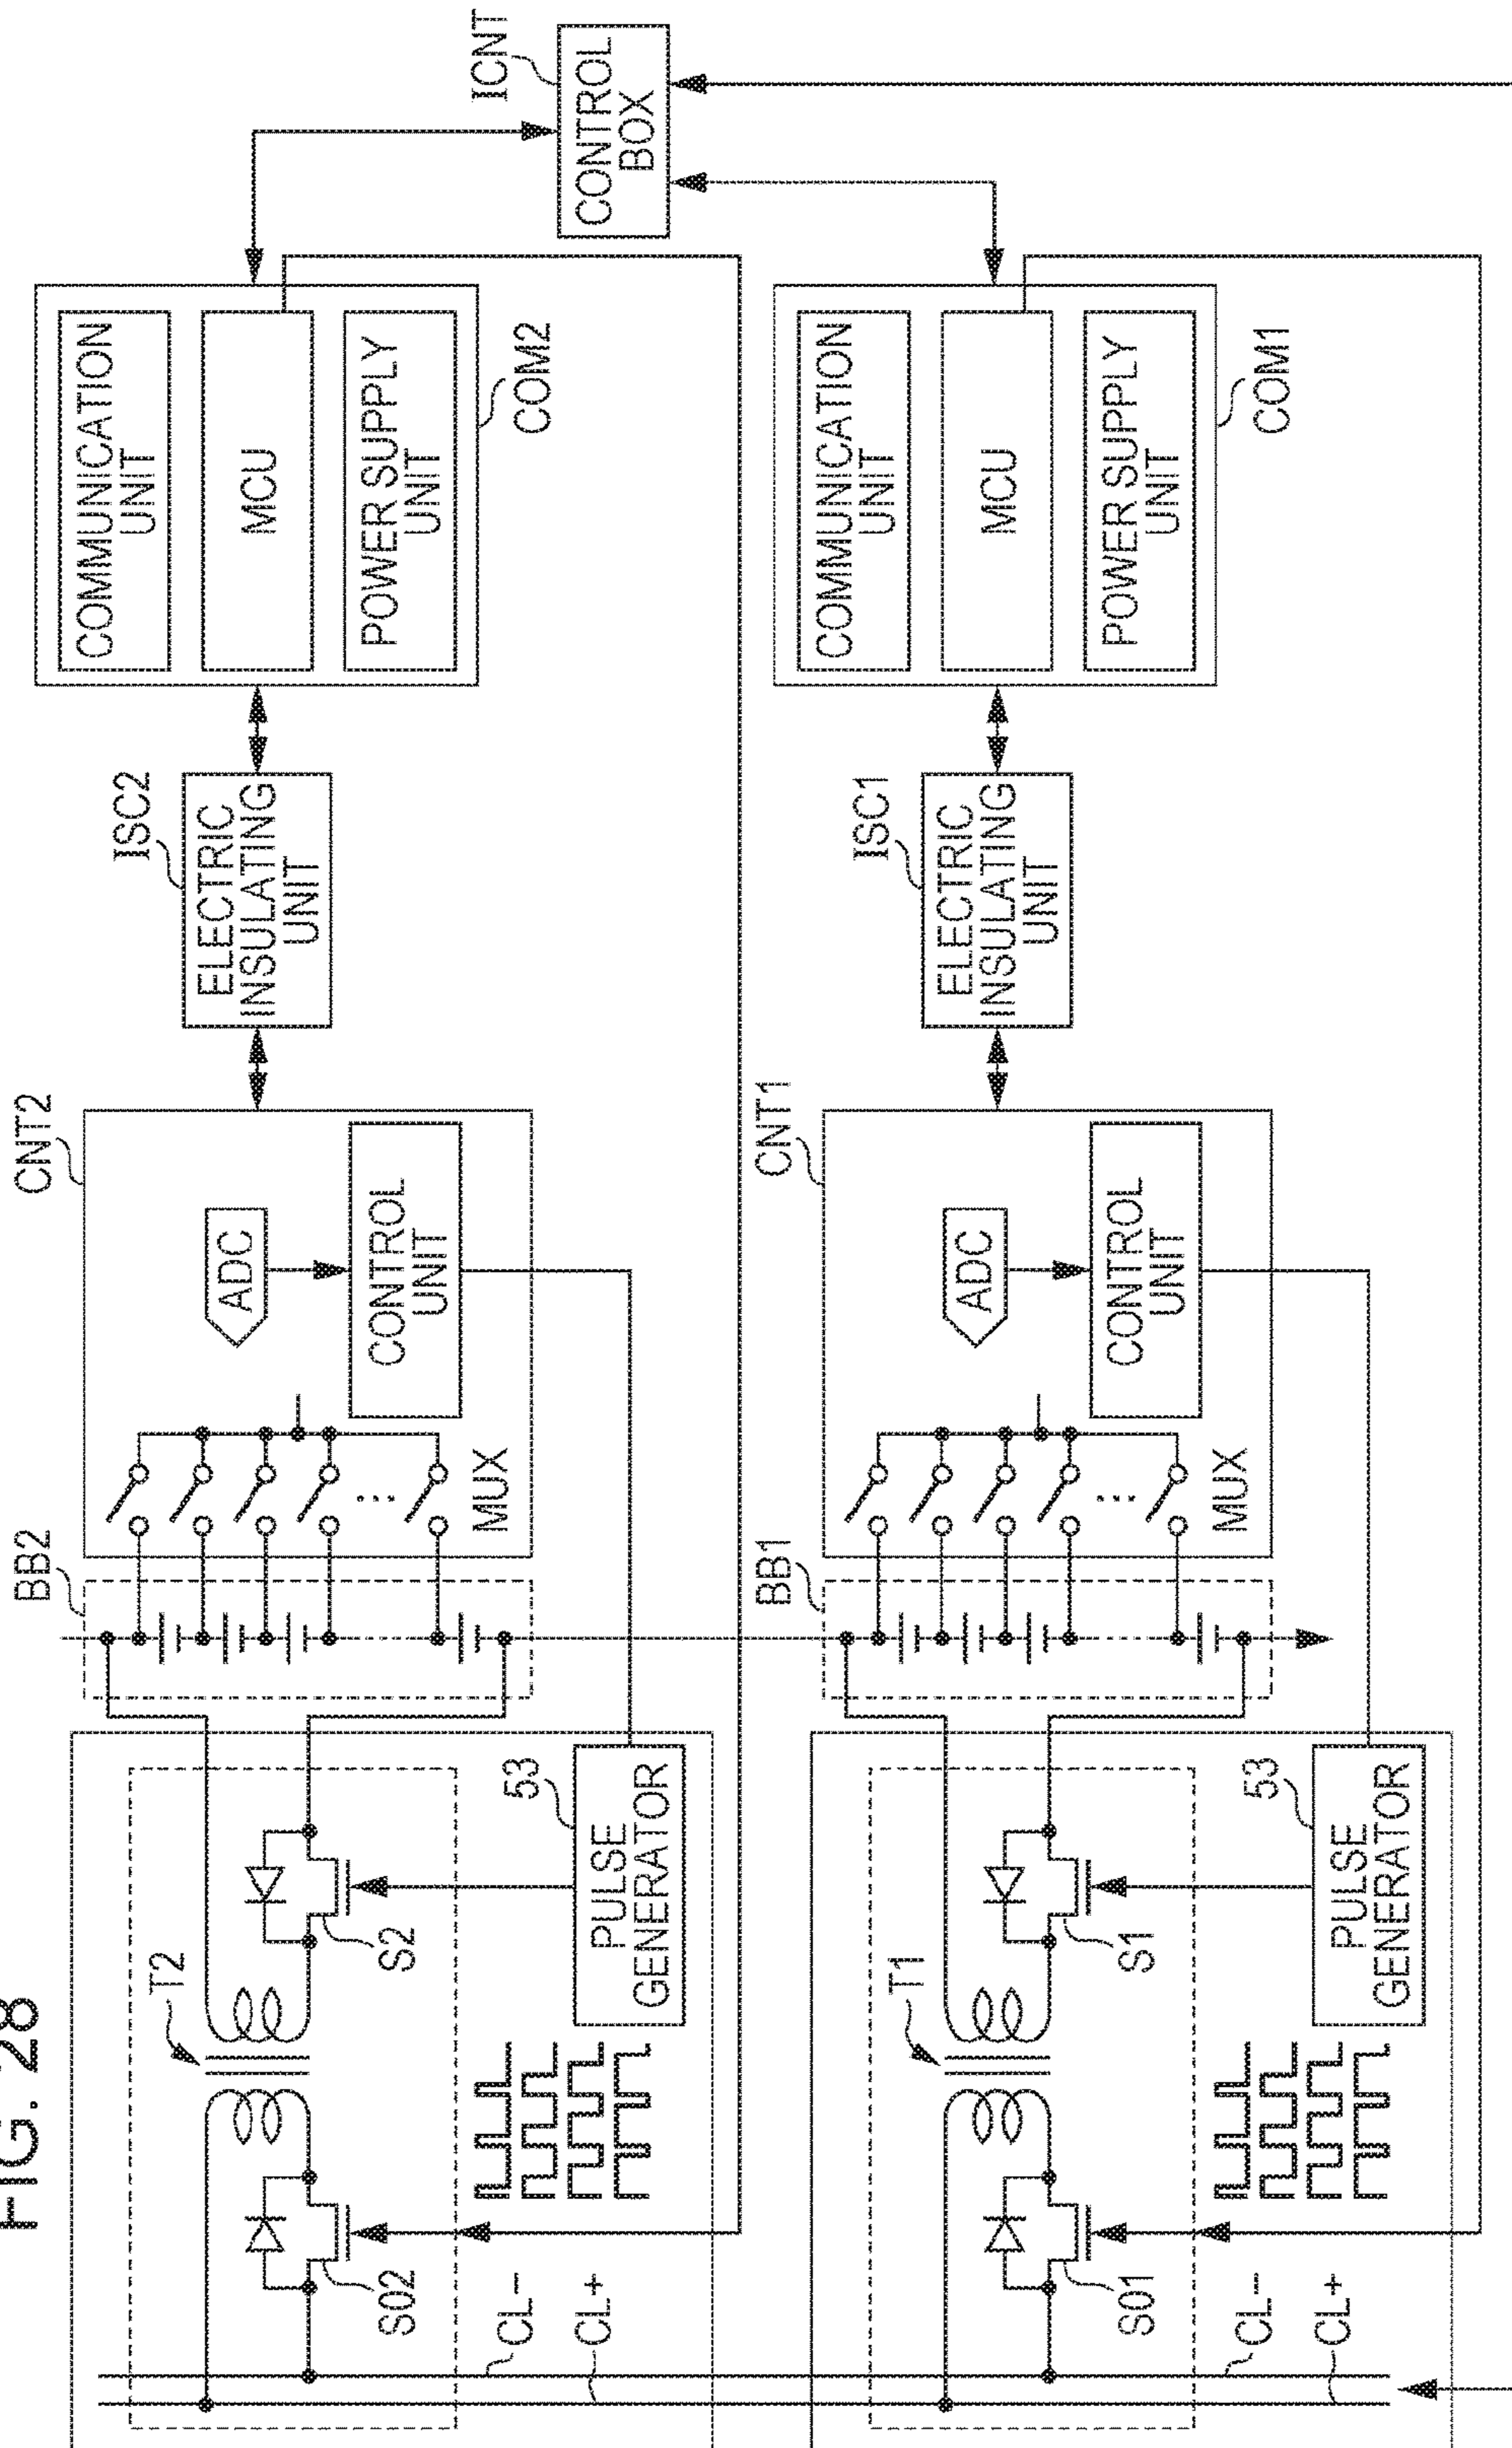 FIG. 28
T2
S02
S2
CL-
CL+
53
PULSE
GENERATOR
BB2
CNT2
MUX
ADC
CONTROL
UNIT
ISC2
ELECTRIC
INSULATING
UNIT
COMMUNICATION
UNIT
MCU
POWER SUPPLY
UNIT
COM2
ICNT
CONTROL
BOX
T1
S01
S1
CL-
CL+
53
PULSE
GENERATOR
BB1
CNT1
MUX
ADC
CONTROL
UNIT
ISC1
ELECTRIC
INSULATING
UNIT
COMMUNICATION
UNIT
MCU
POWER SUPPLY
UNIT
COM1